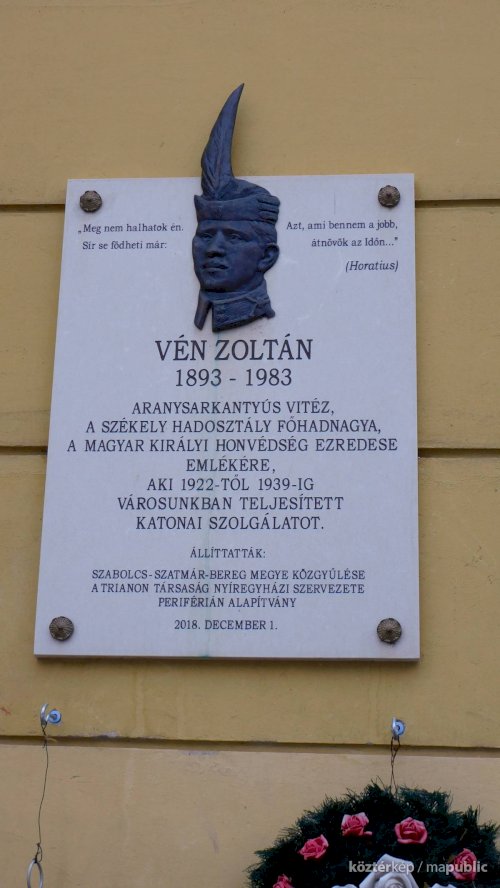 „Meg nem halhatok én.
Sír se födheti már:
Azt, ami bennem a jobb,
átnövök az Időn..."
(Horatius)
VÉN ZOLTÁN
1893 - 1983
ARANYSARKANTYÚS VITÉZ,
A SZÉKELY HADOSZTÁLY FŐHADNAGYA,
A MAGYAR KIRÁLYI HONVÉDSÉG EZREDESE
EMLÉKÉRE,
AKI 1922-TŐL 1939-IG
VÁROSUNKBAN TELJESÍTETT
KATONAI SZOLGÁLATOT.
ÁLLÍTTATTÁK:
SZABOLCS-SZATMÁR-BEREG MEGYE KÖZGYŰLÉSE
A TRIANON TÁRSASÁG NYÍREGYHÁZI SZERVEZETE
PERIFÉRIÁN ALAPÍTVÁNY
2018. DECEMBER 1.
köztérkép / mapublic